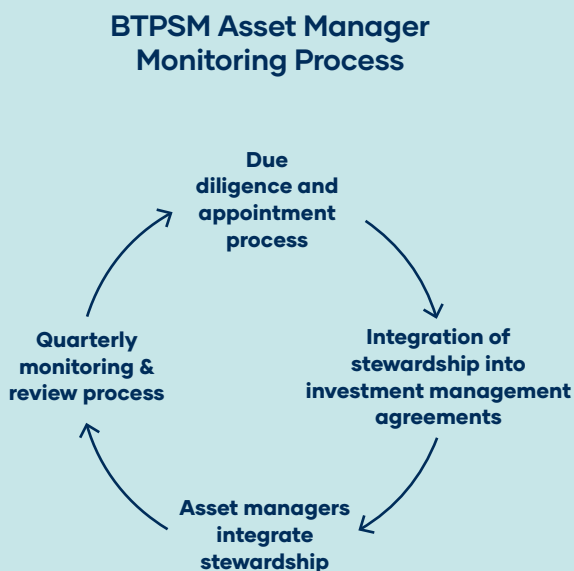 BTPSM Asset Manager
Monitoring Process
Due
diligence and
appointment
process
Integration of
stewardship into
investment management
agreements
Asset managers
integrate
stewardship
Quarterly
monitoring &
review process